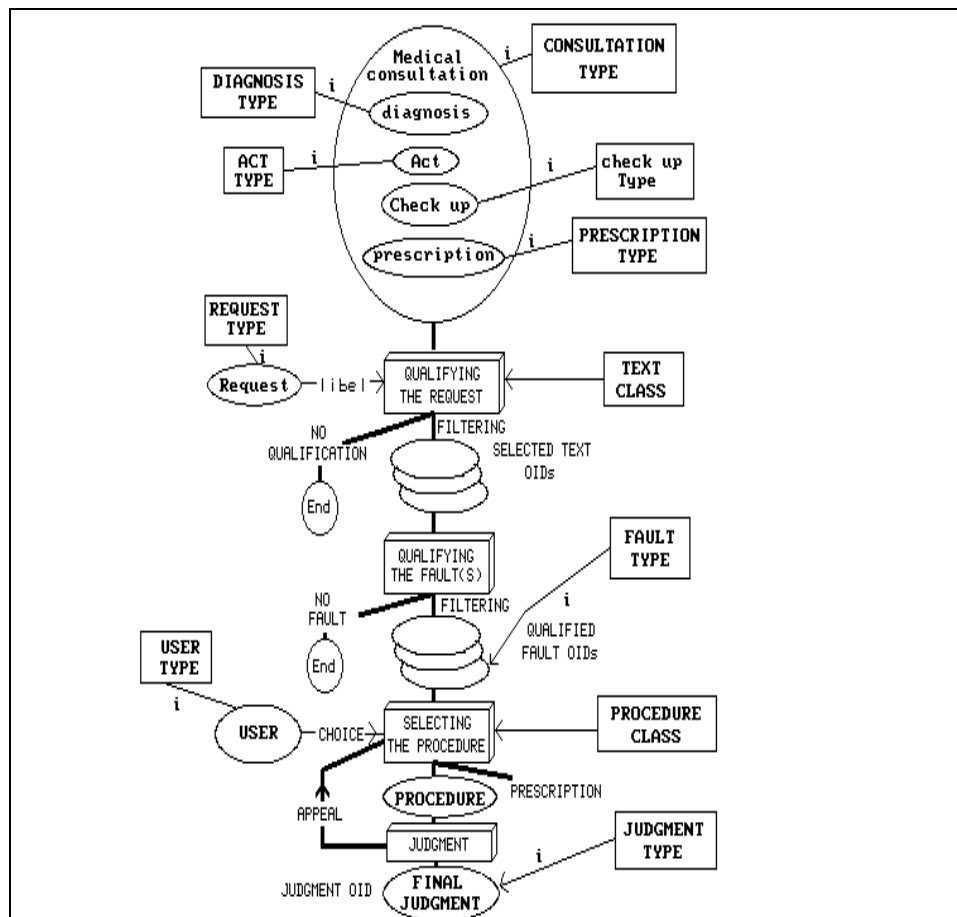 Medical
consultation
i
CONSULTATION
TYPE
DIAGNOSIS
TYPE
i
diagnosis
ACT
TYPE
i
Act
i
check up
Type
Check up
prescription
i
PRESCRIPTION
TYPE
REQUEST
TYPE
i
Request
libel
QUALIFYING
THE REQUEST
TEXT
CLASS
NO
QUALIFICATION
FILTERING
SELECTED TEXT
OIDs
End
QUALIFYING
THE FAULT(S)
FAULT
TYPE
i
NO
FAULT
FILTERING
QUALIFIED
FAULT OIDs
End
USER
TYPE
i
USER
CHOICE
SELECTING
THE PROCEDURE
PROCEDURE
CLASS
PROCEDURE
PRESCRIPTION
APPEAL
JUDGMENT
JUDGMENT
TYPE
i
JUDGMENT OID
FINAL
JUDGMENT